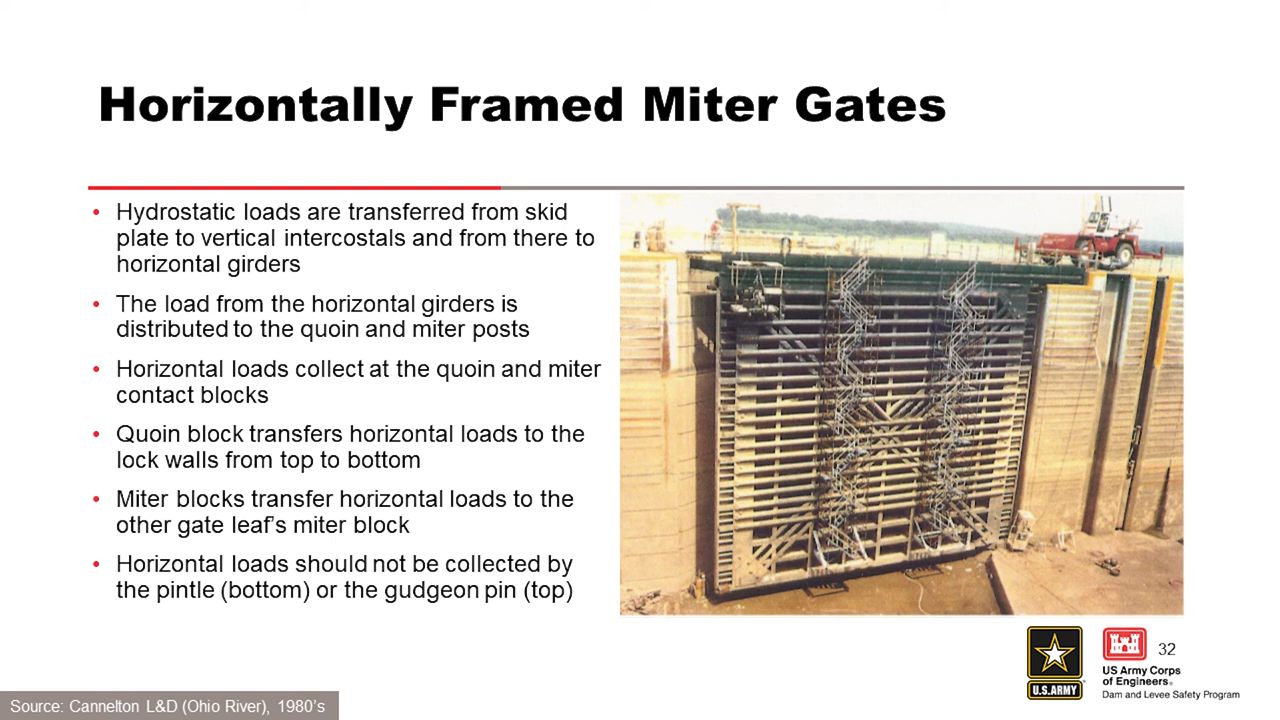 Horizontally Framed Miter Gates
• Hydrostatic loads are transferred from skid
plate to vertical intercostals and from there to
horizontal girders
• The load from the horizontal girders is
distributed to the quoin and miter posts
• Horizontal loads collect at the quoin and miter
contact blocks
• Quoin block transfers horizontal loads to the
lock walls from top to bottom
• Miter blocks transfer horizontal loads to the
other gate leaf’s miter block
• Horizontal loads should not be collected by
the pintle (bottom) or the gudgeon pin (top)
32
U.S.ARMY
US Army Corps
of Engineers®
Dam and Levee Safety Program
Source: Cannelton L&D (Ohio River), 1980’s